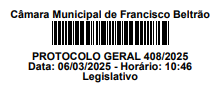 Câmara Municipal de Francisco Beltrão
PROTOCOLO GERAL 408/2025
Data: 06/03/2025 - Horário: 10:46
Legislativo